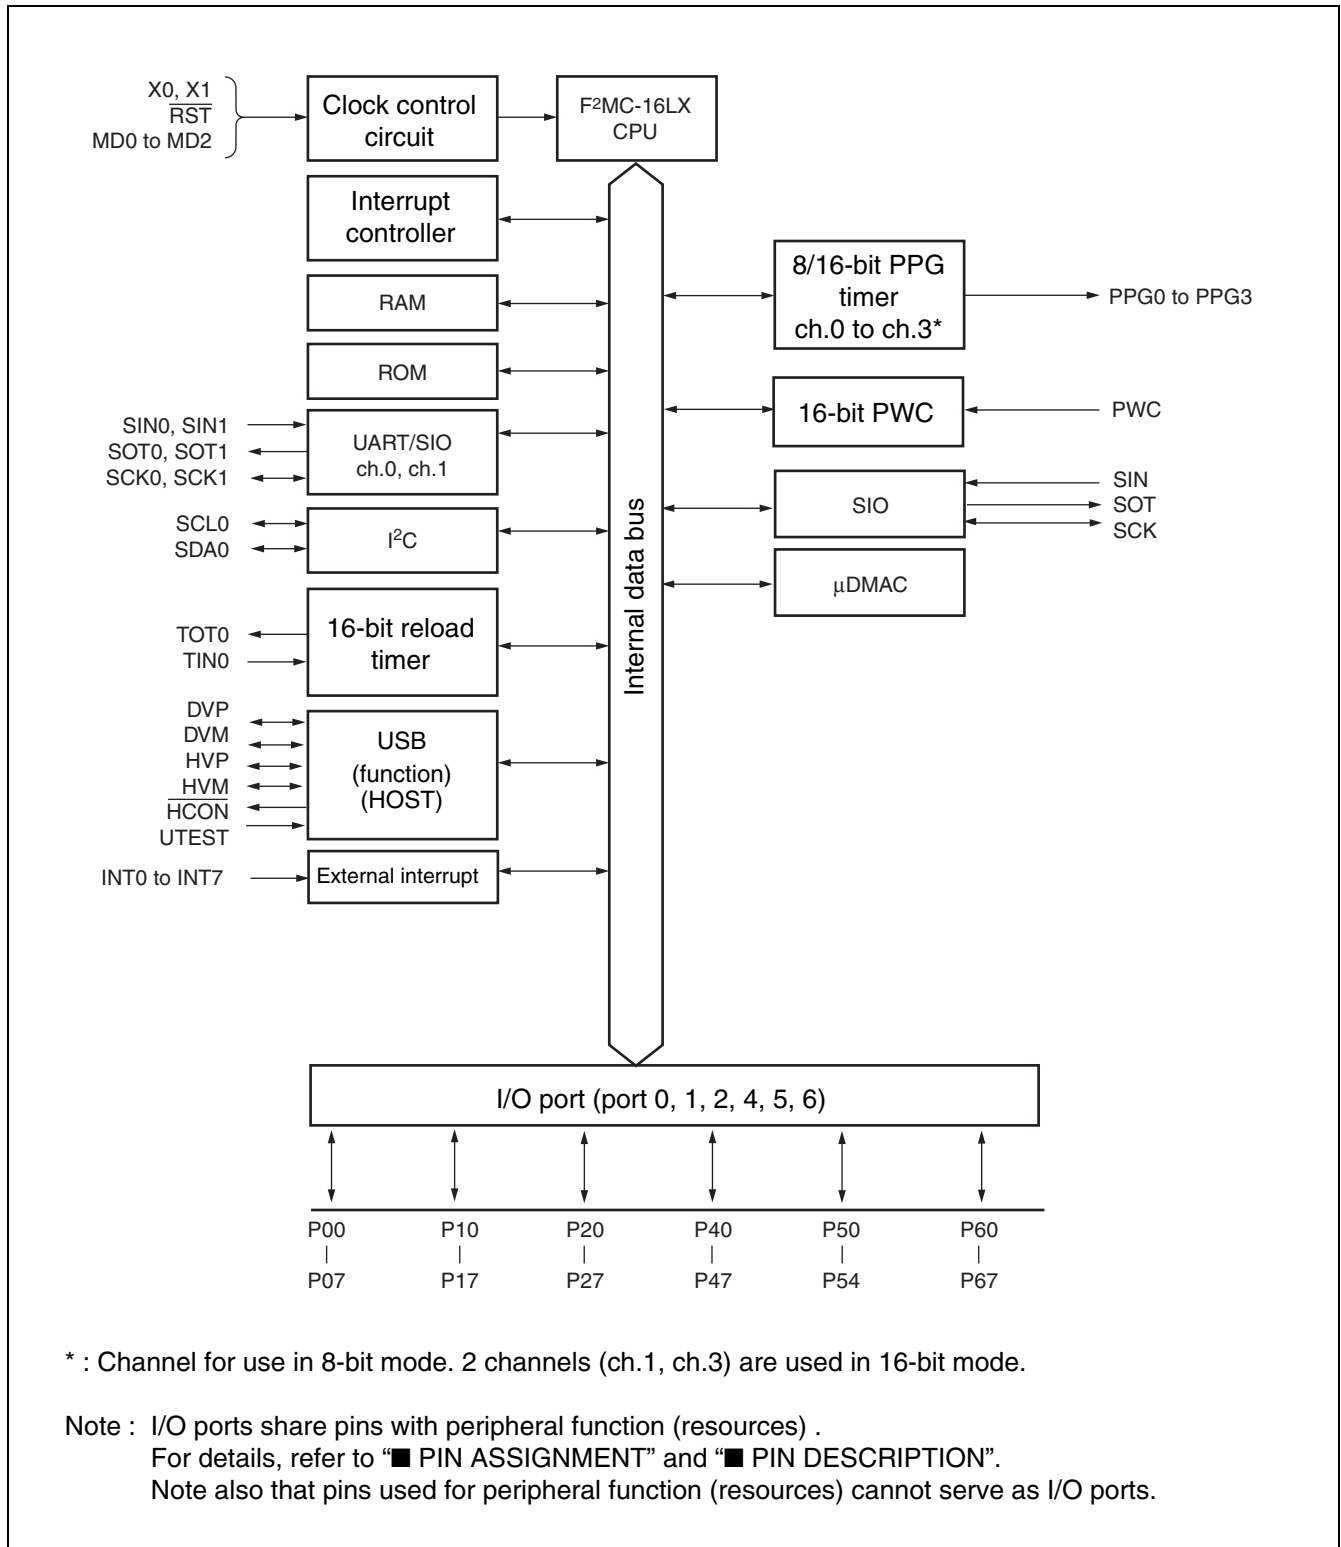 X0, X1
RST
MD0 to MD2
Clock control
circuit
F2MC-16LX
CPU
Interrupt
controller
RAM
ROM
SIN0, SIN1
SOT0, SOT1
SCK0, SCK1
UART/SIO
ch.0, ch.1
SCL0
SDA0
I2C
TOT0
TIN0
16-bit reload
timer
DVP
DVM
HVP
HVM
HCON
UTEST
USB
(function)
(HOST)
INT0 to INT7
External interrupt
Internal data bus
8/16-bit PPG
timer
ch.0 to ch.3*
PPG0 to PPG3
16-bit PWC
PWC
SIO
SIN
SOT
SCK
μDMAC
I/O port (port 0, 1, 2, 4, 5, 6)
P00
P07
P10
P17
P20
P27
P40
P47
P50
P54
P60
P67
* : Channel for use in 8-bit mode. 2 channels (ch.1, ch.3) are used in 16-bit mode.
Note : I/O ports share pins with peripheral function (resources) .
For details, refer to “■ PIN ASSIGNMENT” and “■ PIN DESCRIPTION”.
Note also that pins used for peripheral function (resources) cannot serve as I/O ports.